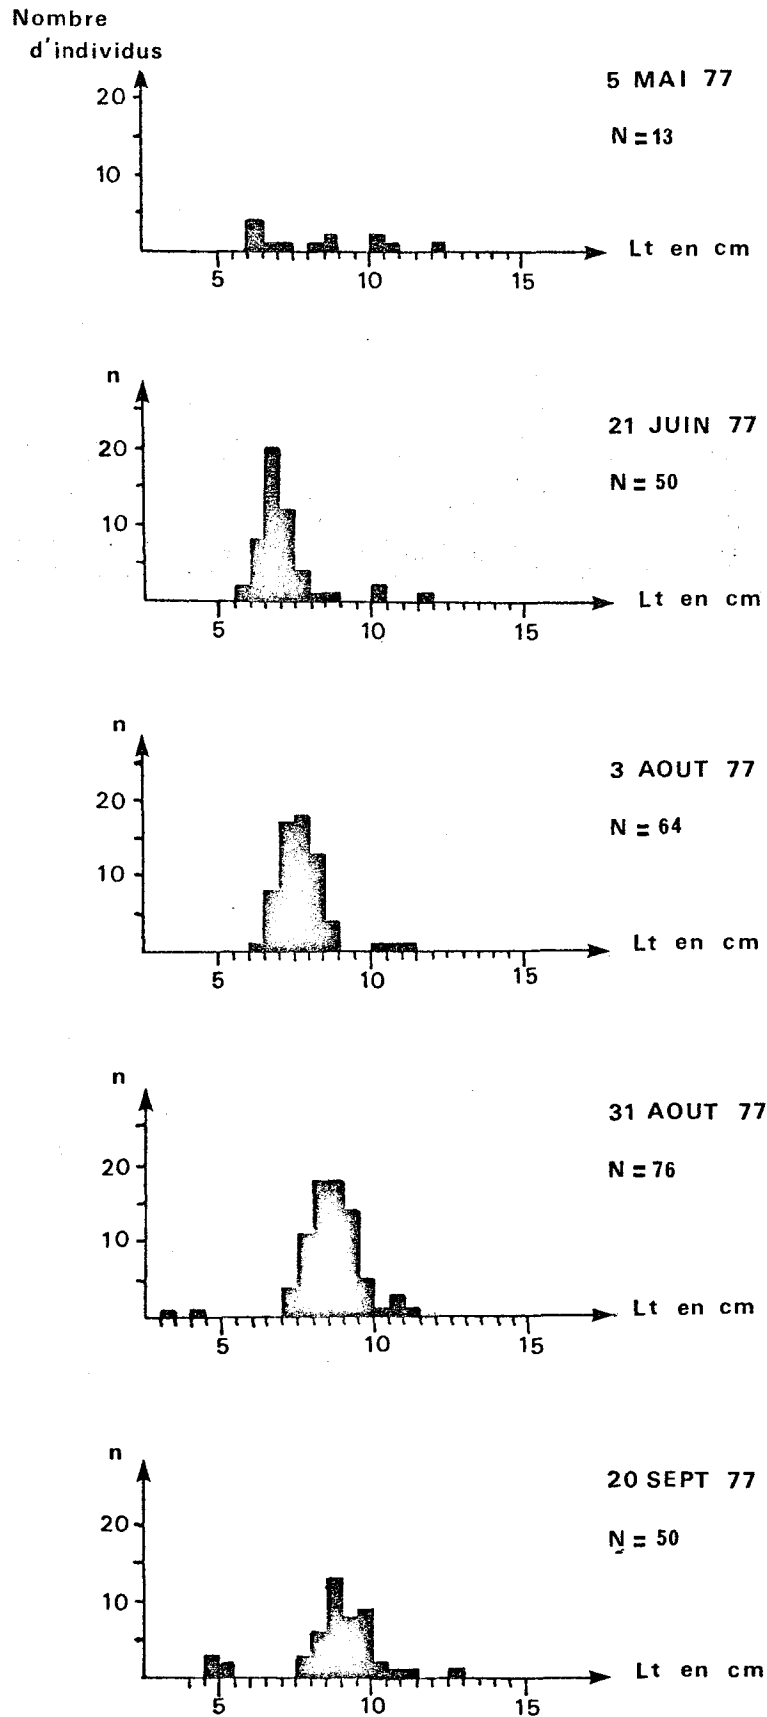 Nombre
d'individus
5 MAI 77
20
N = 13
10
Lt en cm
5 10 15
n
21 JUIN 77
20
N = 50
10
Lt en cm
5 10 15
n
3 AOUT 77
20
N = 64
10
Lt en cm
5 10 15
n
31 AOUT 77
20
N = 76
10
Lt en cm
5 10 15
n
20 SEPT 77
20
N = 50
10
Lt en cm
5 10 15